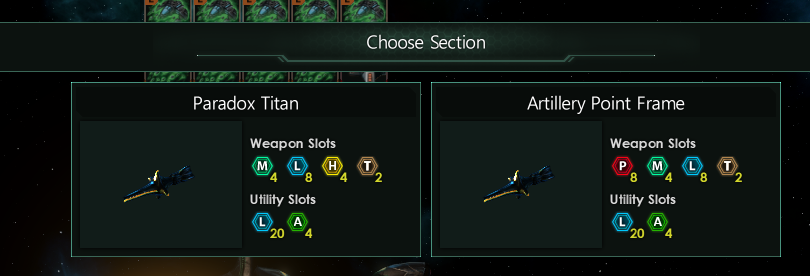 Choose Section
Paradox Titan
Weapon Slots
M 4 L 8 H 4 T 2
Utility Slots
L 20 A 4
Artillery Point Frame
Weapon Slots
P 8 M 4 L 8 T 2
Utility Slots
L 20 A 4